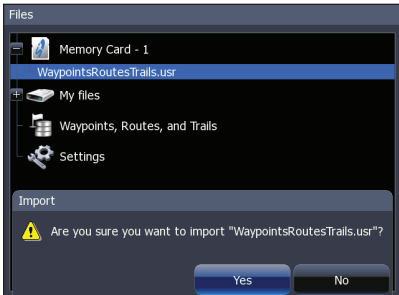 Files
Memory Card - 1
WaypointsRoutesTrails.usr
My files
Waypoints, Routes, and Trails
Settings
Import
Are you sure you want to import "WaypointsRoutesTrails.usr"?
Yes No